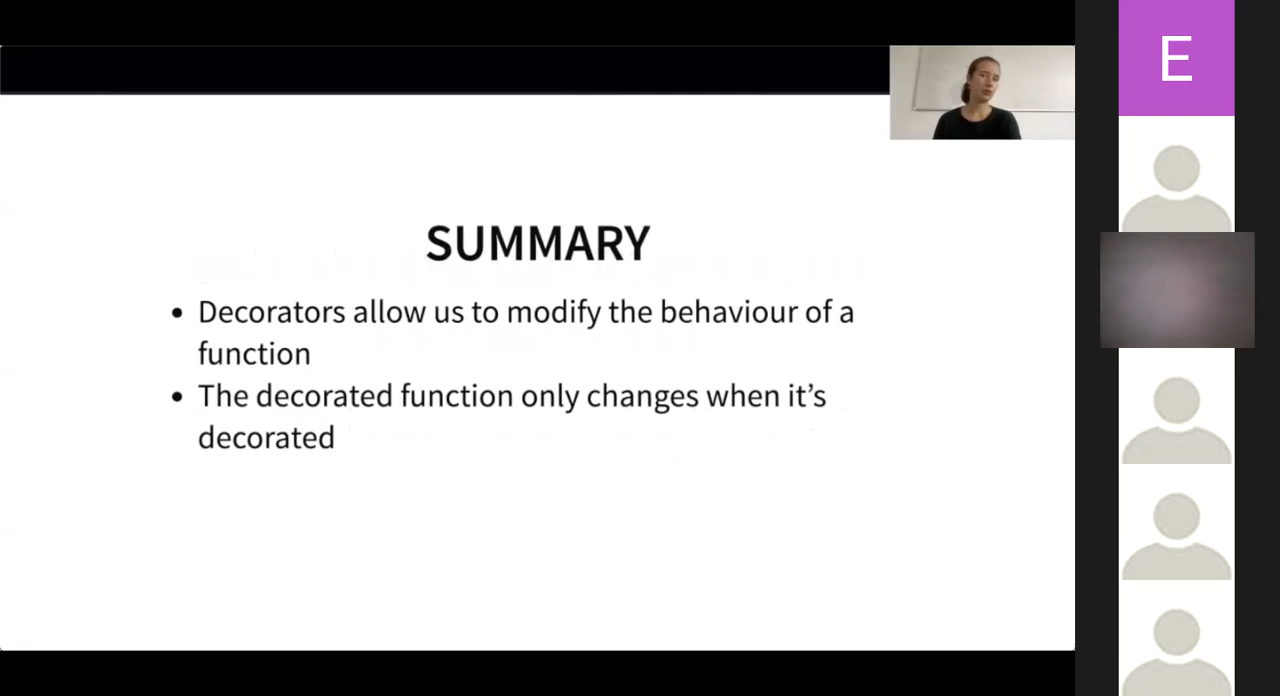 E
SUMMARY
• Decorators allow us to modify the behaviour of a
function
• The decorated function only changes when it’s
decorated